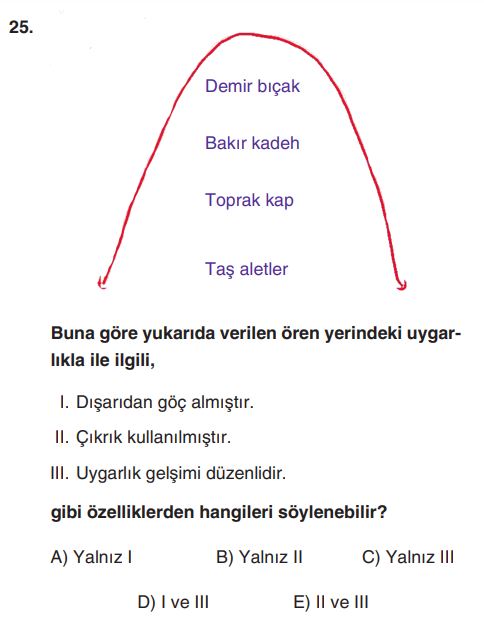 25.
Demir bıçak
Bakır kadeh
Toprak kap
Taş aletler
Buna göre yukarıda verilen ören yerindeki uygar-
lıkla ile ilgili,
I. Dışarıdan göç almıştır.
II. Çıkrık kullanılmıştır.
III. Uygarlık gelşimi düzenlidir.
gibi özelliklerden hangileri söylenebilir?
A) Yalnız I B) Yalnız II C) Yalnız III
D) I ve III E) II ve III